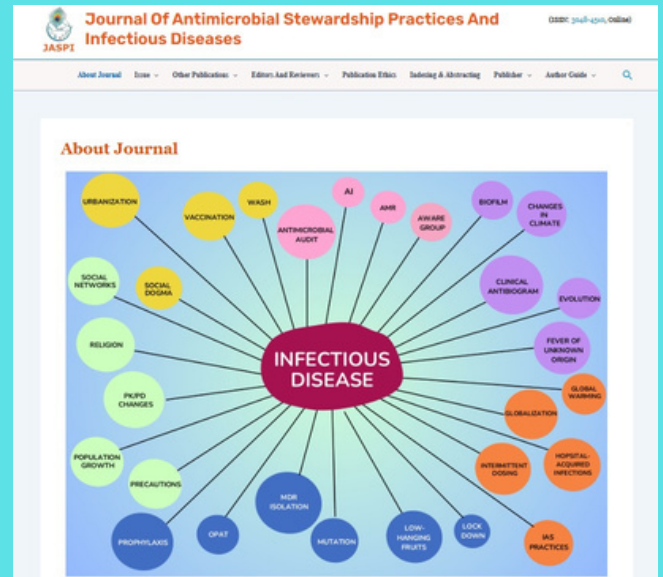 Journal Of Antimicrobial Stewardship Practices And
Infectious Diseases
(ISSN: 3048-4510, Online)
JASPI
About Journal Issue Other Publications Editors And Reviewers Publication Ethics Indexing & Abstracting Publisher Author Guide
About Journal
URBANIZATION
VACCINATION
WASH
ANTIMICROBIAL
AUDIT
AI
AMR
AWARE
GROUP
BIOFILM
CHANGES
IN
CLIMATE
SOCIAL
NETWORKS
SOCIAL
DOGMA
CLINICAL
ANTIBIOGRAM
EVOLUTION
RELIGION
INFECTIOUS
DISEASE
FEVER OF
UNKNOWN
ORIGIN
PK/PD
CHANGES
GLOBAL
WARMING
GLOBALIZATION
POPULATION
GROWTH
PRECAUTIONS
INTERMITTENT
DOSING
HOPSITAL-
ACQUIRED
INFECTIONS
MDR
ISOLATION
PROPHYLAXIS
OPAT
MUTATION
LOW-
HANGING
FRUITS
LOCK
DOWN
IAS
PRACTICES